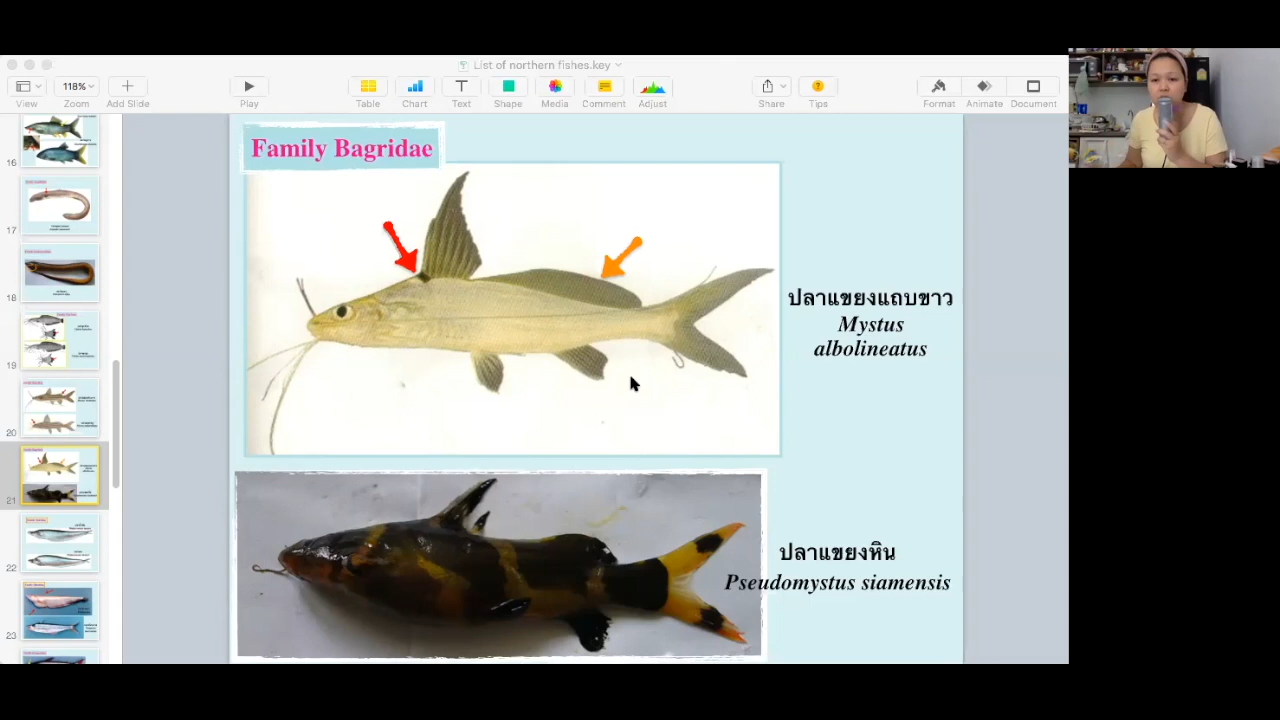 List of northern fishes.key
118%
View
Zoom
Add Slide
Play
Table
Chart
Text
Shape
Media
Comment
Adjust
Share
Tips
Format
Animate
Document
16
17
18
19
20
21
22
23
Family Bagridae
ปลาแขยงแถบขาว
Mystus
albolineatus
ปลาแขยงหิน
Pseudomystus siamensis